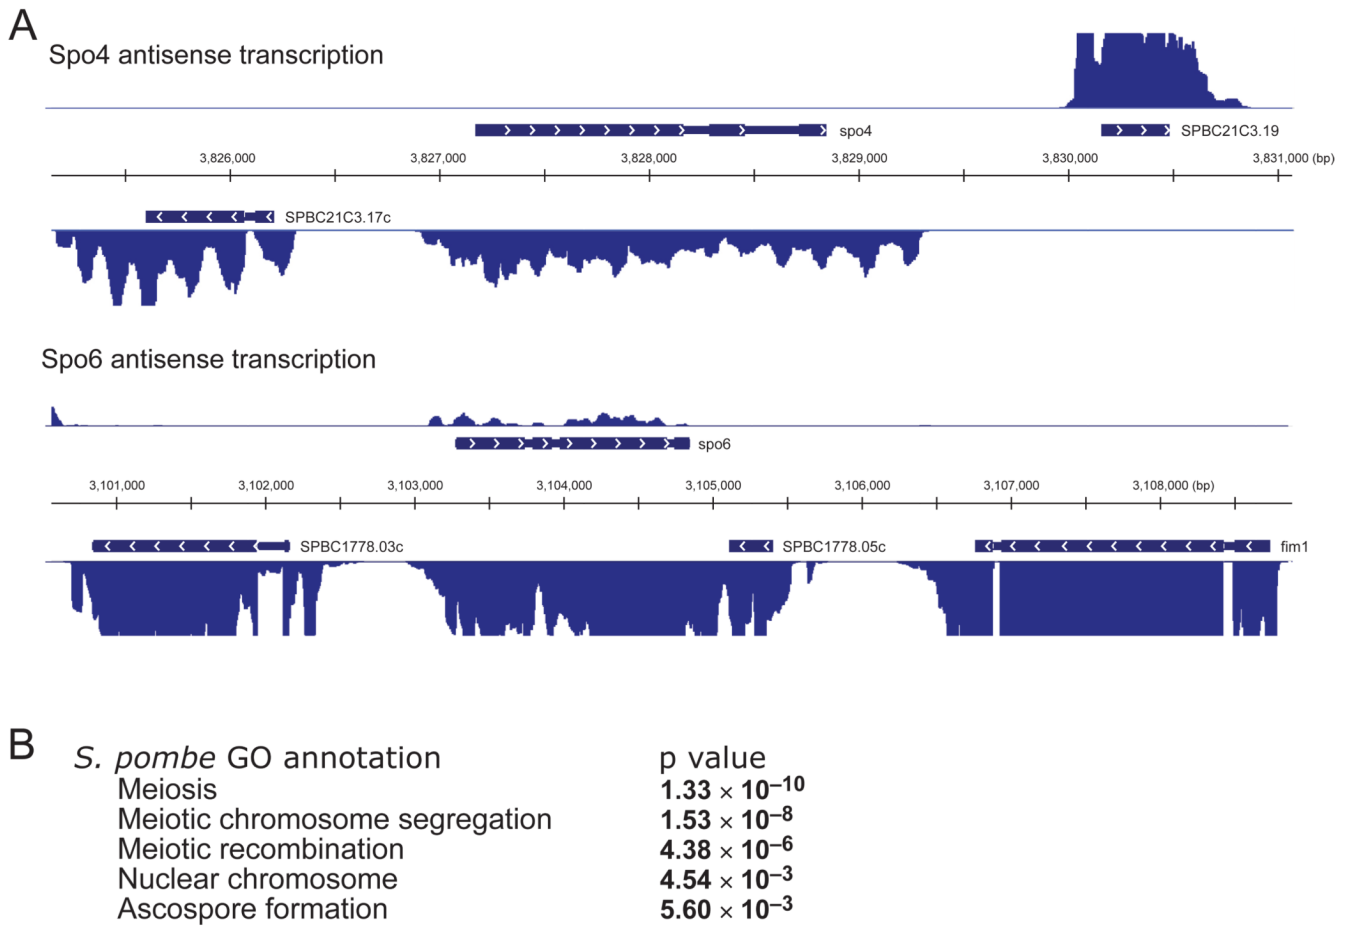 A
Spo4 antisense transcription
spo4
SPBC21C3.19
3,826,000 3,827,000 3,828,000 3,829,000 3,830,000 3,831,000 (bp)
SPBC21C3.17c
Spo6 antisense transcription
spo6
3,101,000 3,102,000 3,103,000 3,104,000 3,105,000 3,106,000 3,107,000 3,108,000 (bp)
SPBC1778.03c
SPBC1778.05c
fim1
B
S. pombe GO annotation p value
Meiosis 1.33 × 10–10
Meiotic chromosome segregation 1.53 × 10–8
Meiotic recombination 4.38 × 10–6
Nuclear chromosome 4.54 × 10–3
Ascospore formation 5.60 × 10–3